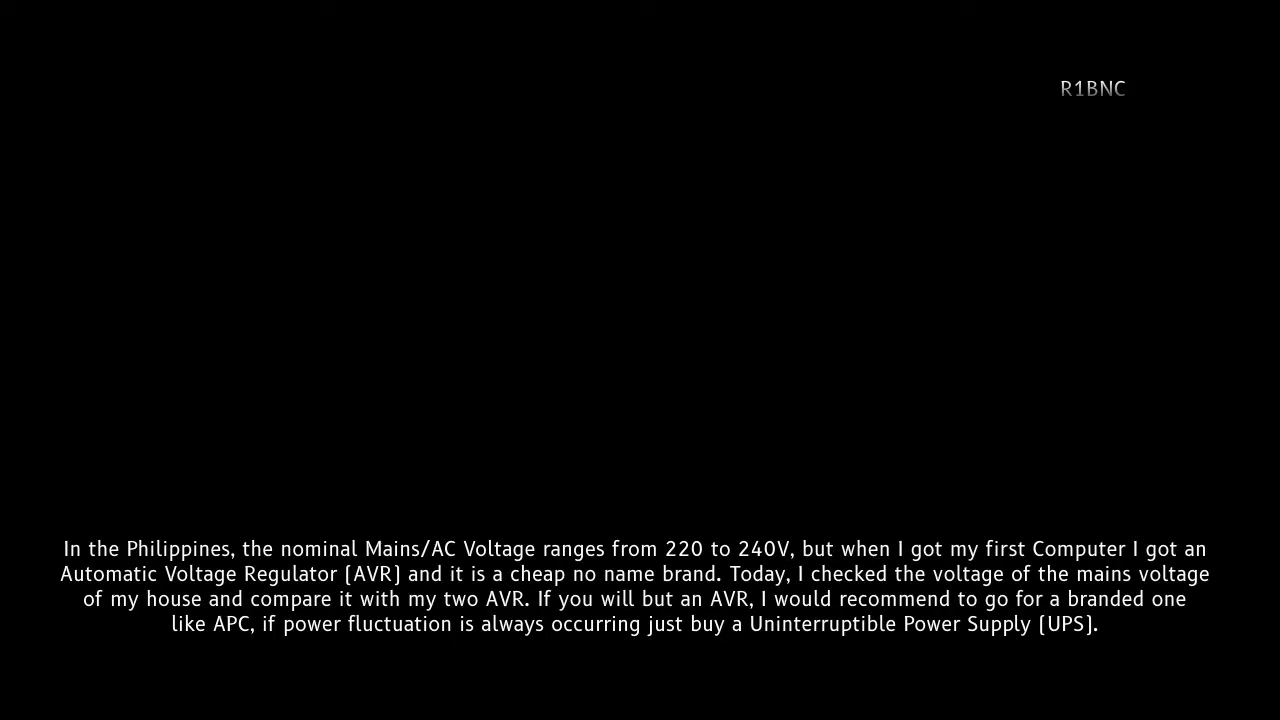 R1BNC
In the Philippines, the nominal Mains/AC Voltage ranges from 220 to 240V, but when I got my first Computer I got an
Automatic Voltage Regulator (AVR) and it is a cheap no name brand. Today, I checked the voltage of the mains voltage
of my house and compare it with my two AVR. If you will but an AVR, I would recommend to go for a branded one
like APC, if power fluctuation is always occurring just buy a Uninterruptible Power Supply (UPS).